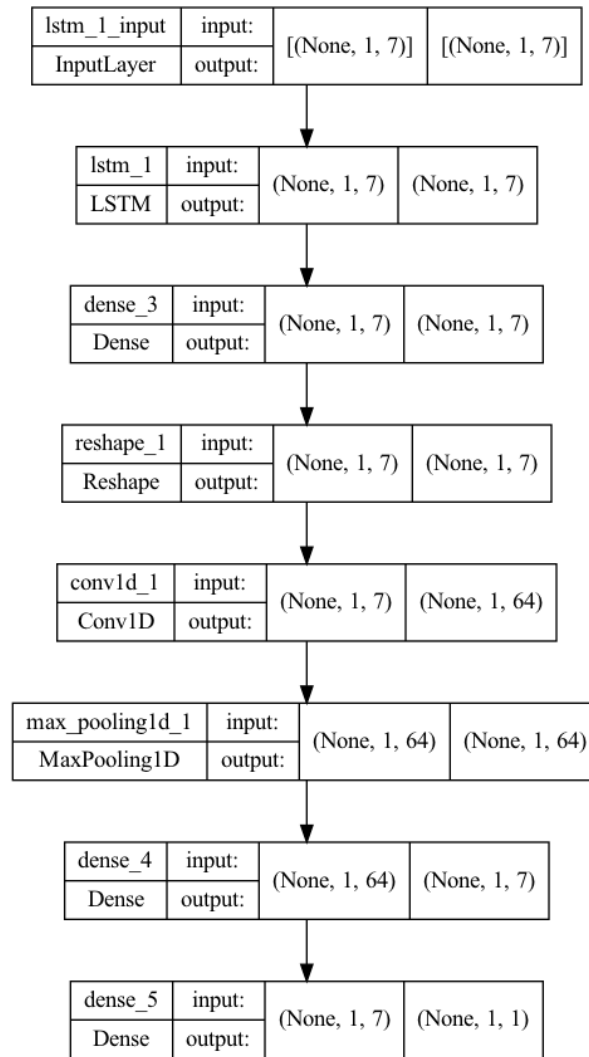 lstm_1_input input: [(None, 1, 7)] [(None, 1, 7)]
InputLayer output:
lstm_1 input: (None, 1, 7) (None, 1, 7)
LSTM output:
dense_3 input: (None, 1, 7) (None, 1, 7)
Dense output:
reshape_1 input: (None, 1, 7) (None, 1, 7)
Reshape output:
conv1d_1 input: (None, 1, 7) (None, 1, 64)
Conv1D output:
max_pooling1d_1 input: (None, 1, 64) (None, 1, 64)
MaxPooling1D output:
dense_4 input: (None, 1, 64) (None, 1, 7)
Dense output:
dense_5 input: (None, 1, 7) (None, 1, 1)
Dense output: